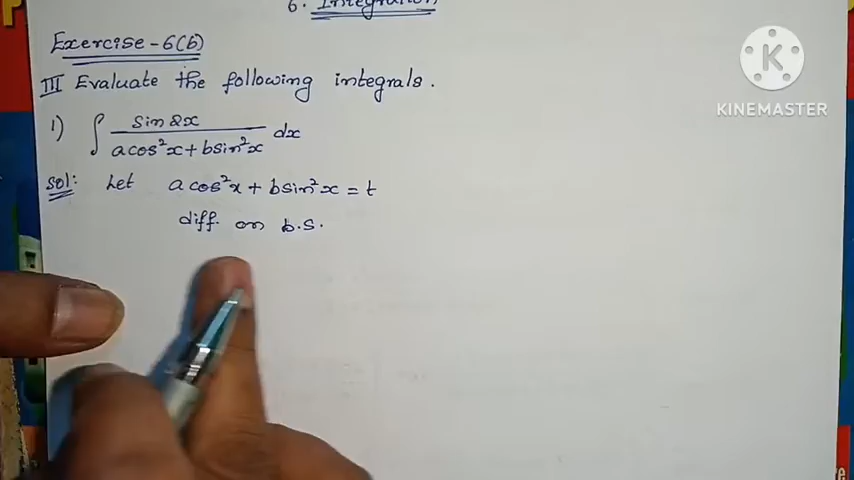 6. Integration
Exercise-6(b)
III Evaluate the following integrals.
1) ∫ sin 2x / acos²x + bsin²x dx
Sol: Let acos²x + bsin²x = t
diff. on b.s.
K
KINEMASTER